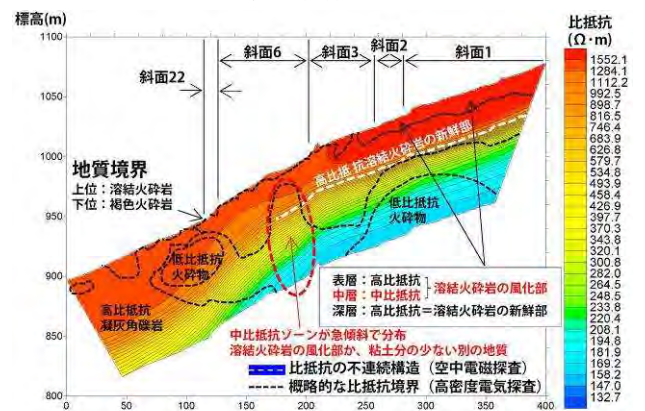 標高(m)
1100
1050
1000
950
900
850
800
0
50
100
150
200
250
300
350
400
斜面22
斜面6
斜面3
斜面2
斜面1
地質境界
上位：溶結火砕岩
下位：褐色火砕岩
高比抵抗溶結火砕岩の新鮮部
低比抵抗
火砕物
低比抵抗
火砕物
高比抵抗
凝灰角礫岩
表層：高比抵抗
中層：中比抵抗
溶結火砕岩の風化部
深層：高比抵抗＝溶結火砕岩の新鮮部
中比抵抗ゾーンが急傾斜で分布
溶結火砕岩の風化部か、粘土分の少ない別の地質
比抵抗の不連続構造（空中電磁探査）
概略的な比抵抗境界（高密度電気探査）
比抵抗
(Ω·m)
1552.1
1284.1
1112.2
992.5
898.7
816.5
746.4
683.9
626.8
579.7
534.6
493.9
458.4
426.9
397.7
370.3
343.8
320.1
300.8
282.0
264.5
248.5
233.8
220.4
208.1
194.8
181.9
169.2
158.2
147.0
132.7